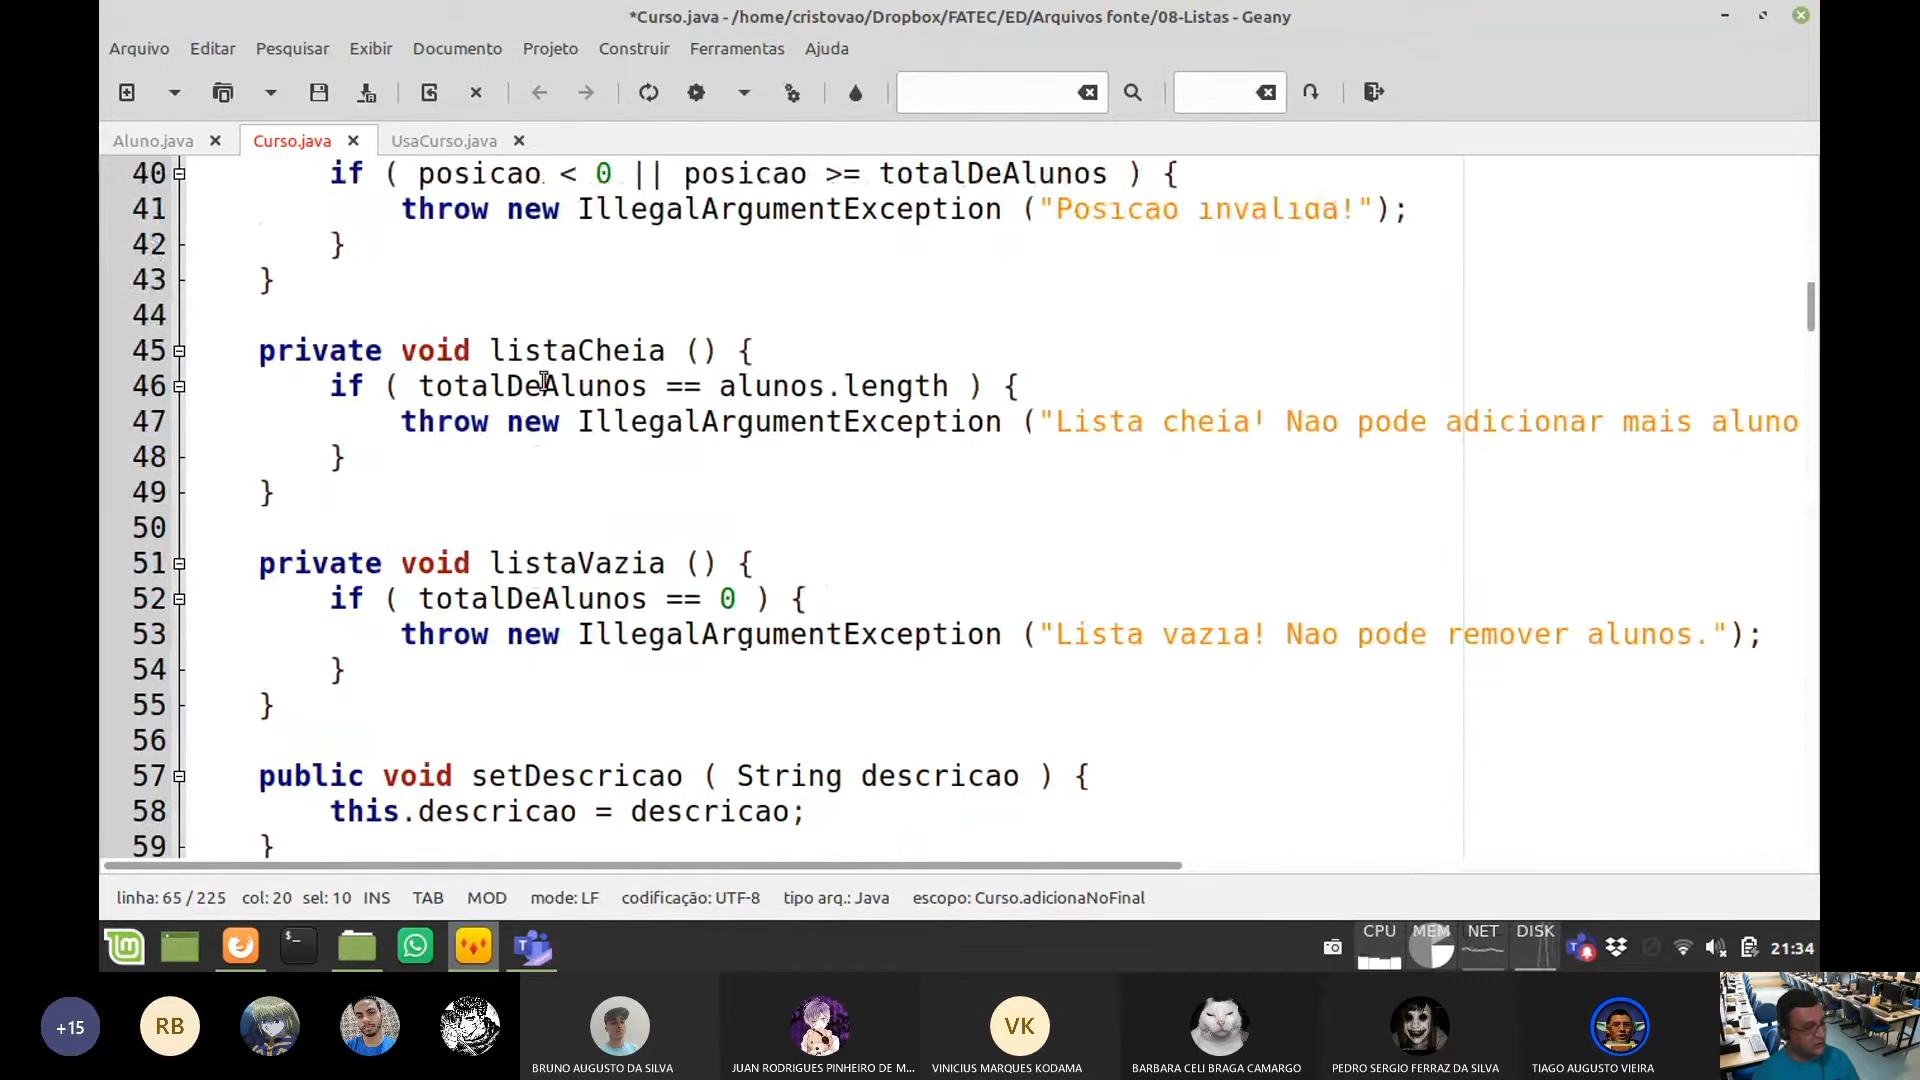 *Curso.java - /home/cristovao/Dropbox/FATEC/ED/Arquivos fonte/08-Listas - Geany
Arquivo Editar Pesquisar Exibir Documento Projeto Construir Ferramentas Ajuda
Aluno.java Curso.java UsaCurso.java
40 if ( posicao < 0 || posicao >= totalDeAlunos ) {
41 throw new IllegalArgumentException ("Posicao invalida!");
42 }
43 }
44
45 private void listaCheia () {
46 if ( totalDeAlunos == alunos.length ) {
47 throw new IllegalArgumentException ("Lista cheia! Nao pode adicionar mais aluno
48 }
49 }
50
51 private void listaVazia () {
52 if ( totalDeAlunos == 0 ) {
53 throw new IllegalArgumentException ("Lista vazia! Nao pode remover alunos.");
54 }
55 }
56
57 public void setDescricao ( String descricao ) {
58 this.descricao = descricao;
59 }
linha: 65 / 225 col: 20 sel: 10 INS TAB MOD mode: LF codificação: UTF-8 tipo arq.: Java escopo: Curso.adicionaNoFinal
CPU MEM NET DISK 21:34
+15 RB VK
BRUNO AUGUSTO DA SILVA JUAN RODRIGUES PINHEIRO DE M... VINICIUS MARQUES KODAMA BARBARA CELI BRAGA CAMARGO PEDRO SERGIO FERRAZ DA SILVA TIAGO AUGUSTO VIEIRA